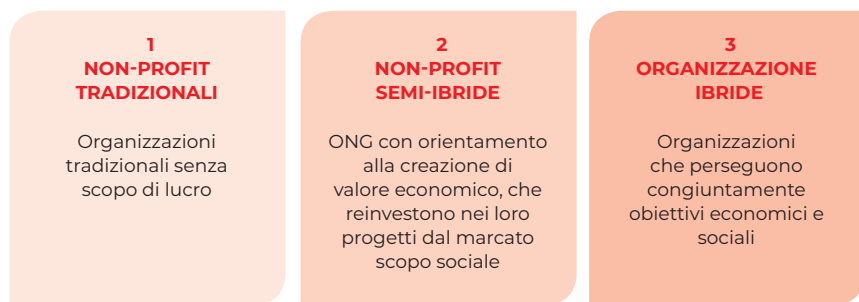 1
NON-PROFIT
TRADIZIONALI
Organizzazioni
tradizionali senza
scopo di lucro
2
NON-PROFIT
SEMI-IBRIDE
ONG con orientamento
alla creazione di
valore economico, che
reinvestono nei loro
progetti dal marcato
scopo sociale
3
ORGANIZZAZIONE
IBRIDE
Organizzazioni
che perseguono
congiuntamente
obiettivi economici e
sociali